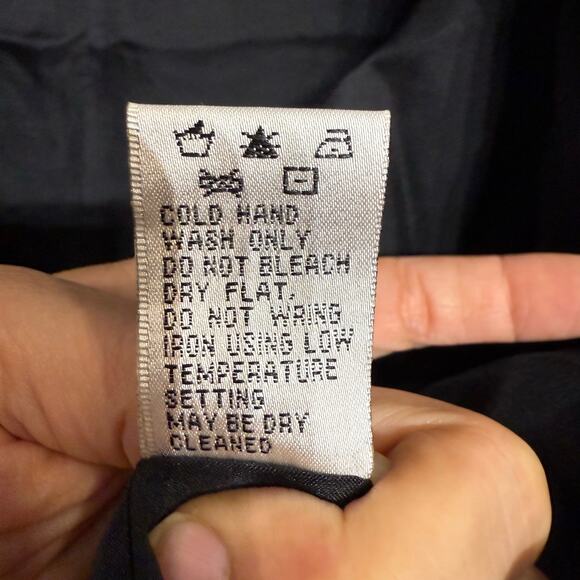 COLD HAND
WASH ONLY
DO NOT BLEACH
DRY FLAT,
DO NOT WRING
IRON USING LOW
TEMPERATURE
SETTING
MAY BE DRY
CLEANED